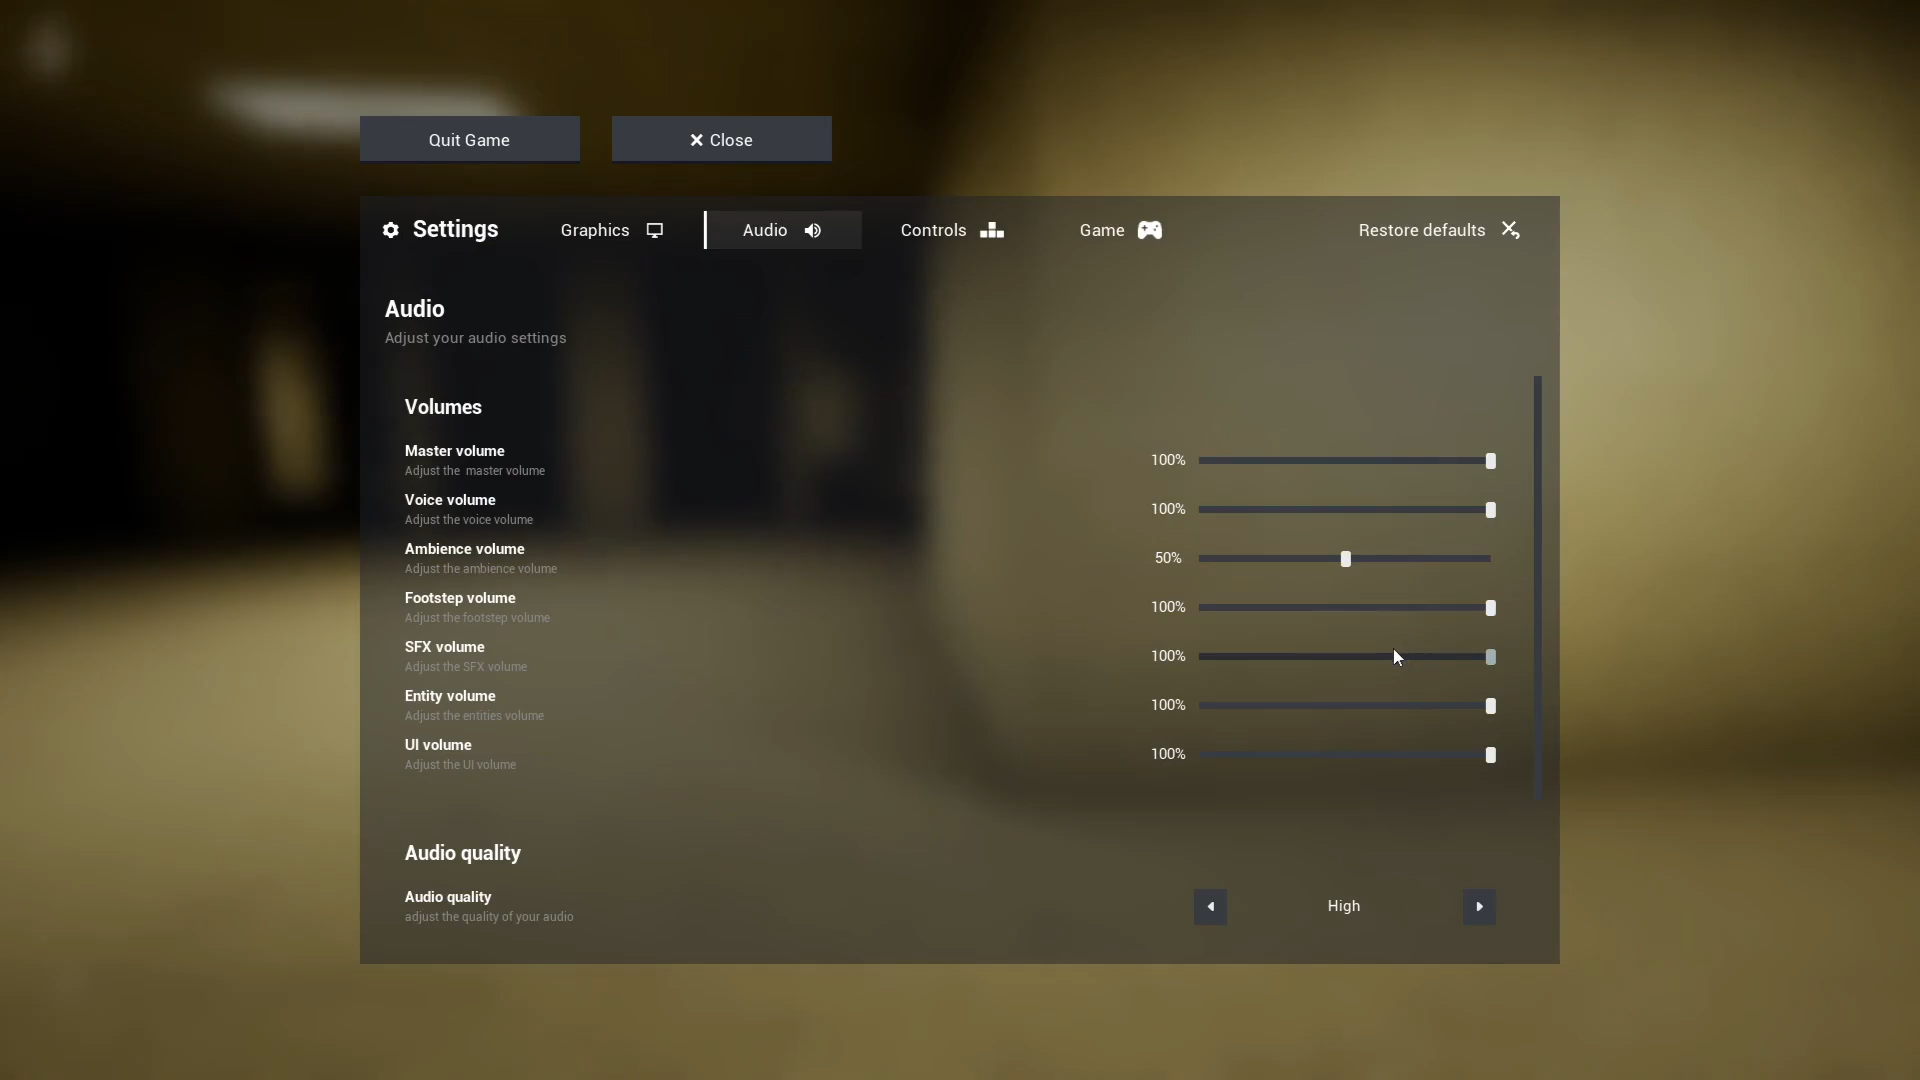 Quit Game
Close
Settings
Graphics
Audio
Controls
Game
Restore defaults
Audio
Adjust your audio settings
Volumes
Master volume
Adjust the  master volume
100%
Voice volume
Adjust the voice volume
100%
Ambience volume
Adjust the ambience volume
50%
Footstep volume
Adjust the footstep volume
100%
SFX volume
Adjust the SFX volume
100%
Entity volume
Adjust the entities volume
100%
UI volume
Adjust the UI volume
100%
Audio quality
Audio quality
adjust the quality of your audio
High